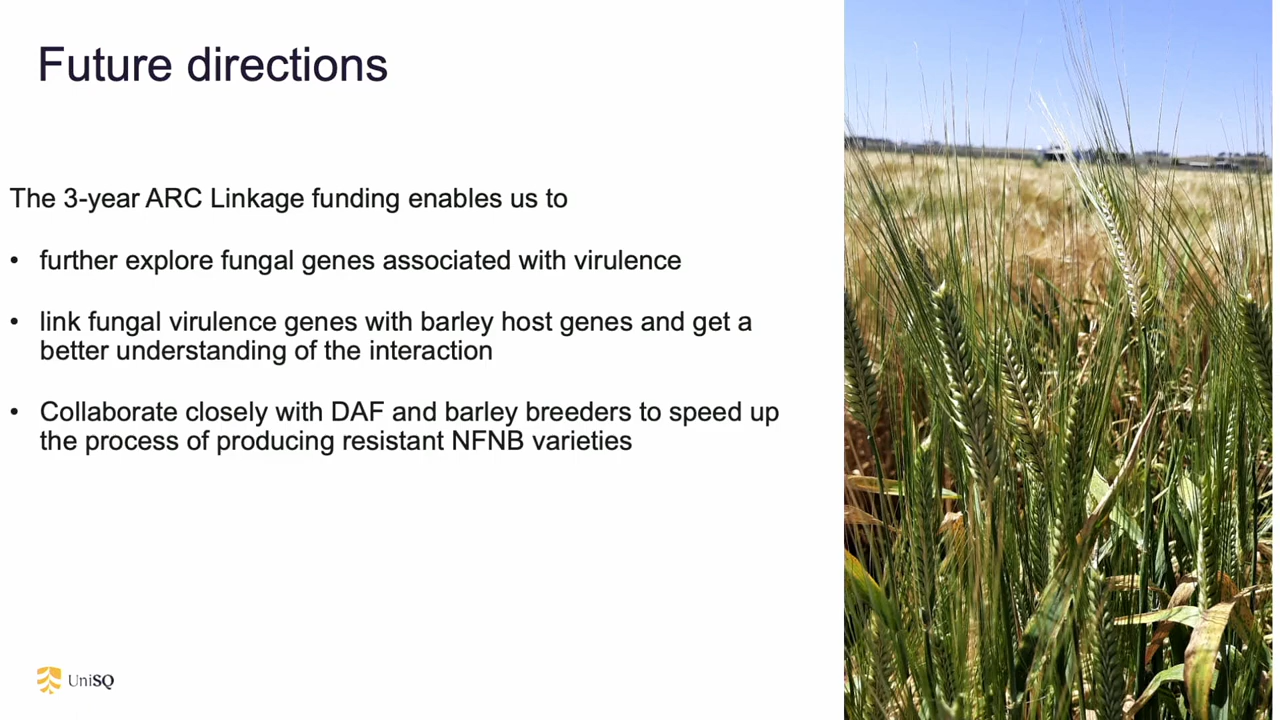 Future directions
The 3-year ARC Linkage funding enables us to
• further explore fungal genes associated with virulence
• link fungal virulence genes with barley host genes and get a
better understanding of the interaction
• Collaborate closely with DAF and barley breeders to speed up
the process of producing resistant NFNB varieties
UniSQ